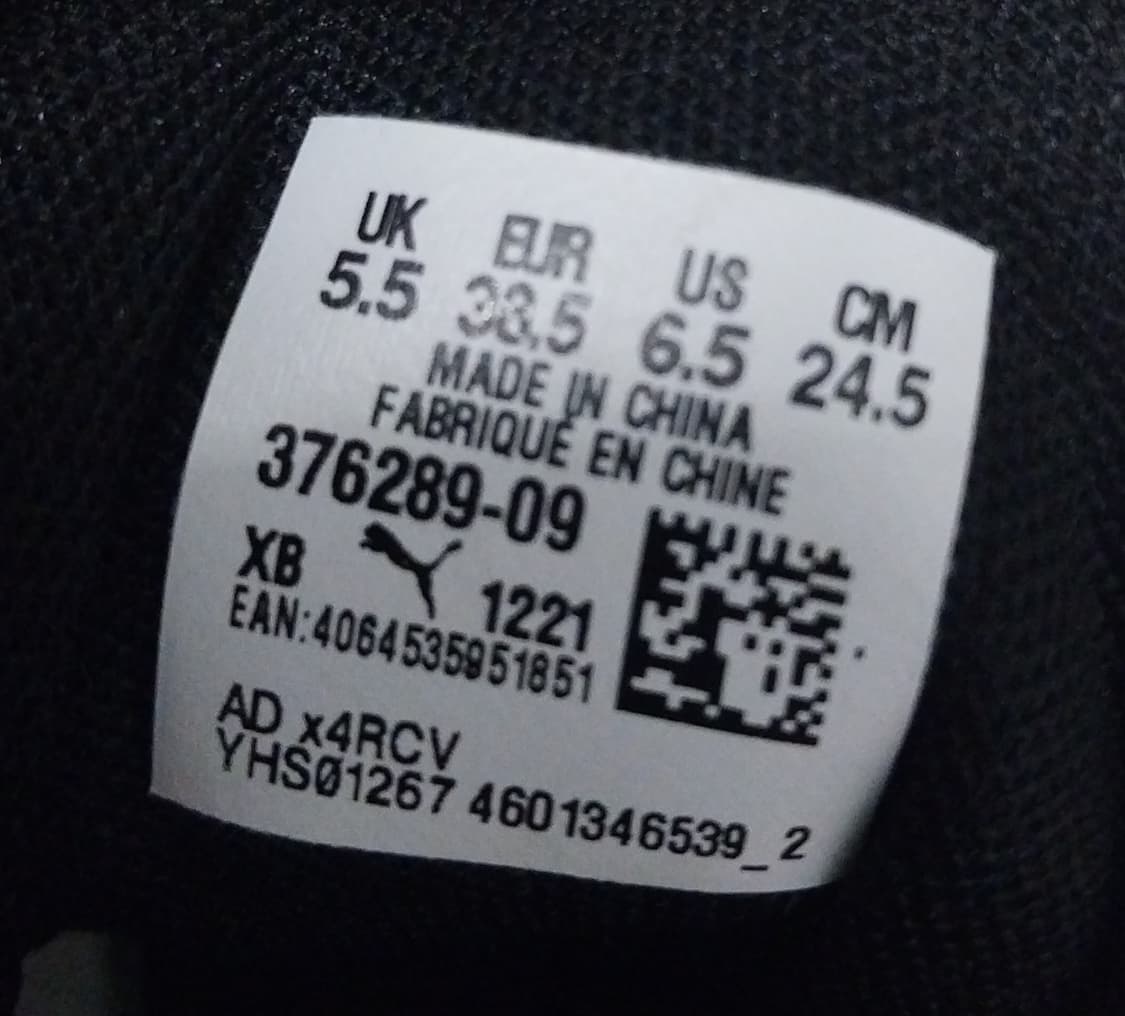 UK EUR US CM
5.5 38.5 6.5 24.5
MADE IN CHINA
FABRIQUÉ EN CHINE
376289-09
XB 1221
EAN:4064535951851
AD x4RCV
YHS01267 4601346539_2